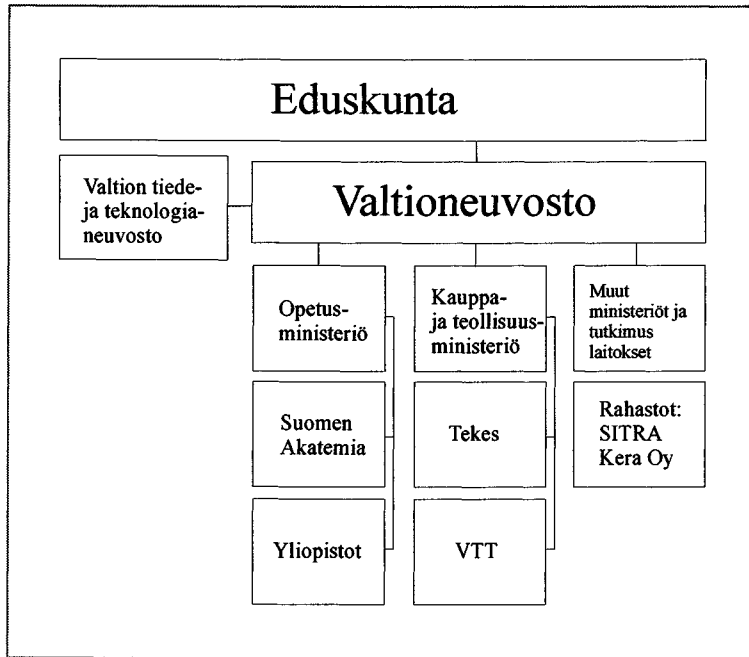 Eduskunta
Valtion tiede-
ja teknologia-
neuvosto
Valtioneuvosto
Opetus-
ministeriö
Kauppa-
ja teollisuus-
ministeriö
Muut
ministeriöt ja
tutkimus
laitokset
Suomen
Akatemia
Tekes
Rahastot:
SITRA
Kera Oy
Yliopistot
VTT